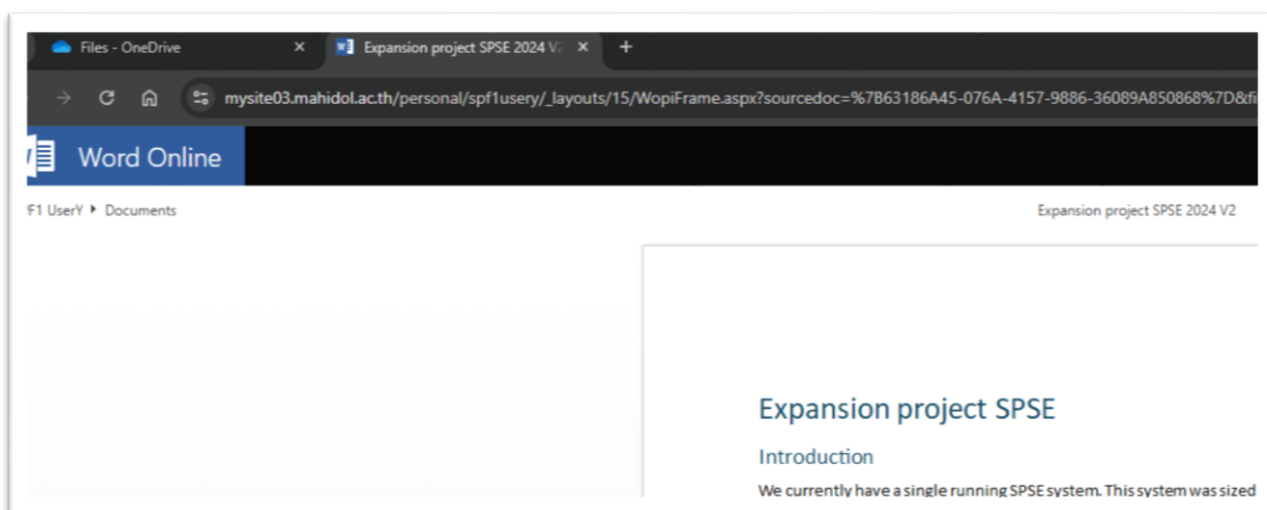 Files - OneDrive
Expansion project SPSE 2024 V
mysite03.mahidol.ac.th/personal/spf1usery/_layouts/15/WopiFrame.aspx?sourcedoc=%7B63186A45-076A-4157-9886-36089A850868%7D&fi
Word Online
F1 UserY Documents
Expansion project SPSE 2024 V2
Expansion project SPSE
Introduction
We currently have a single running SPSE system. This system was sized